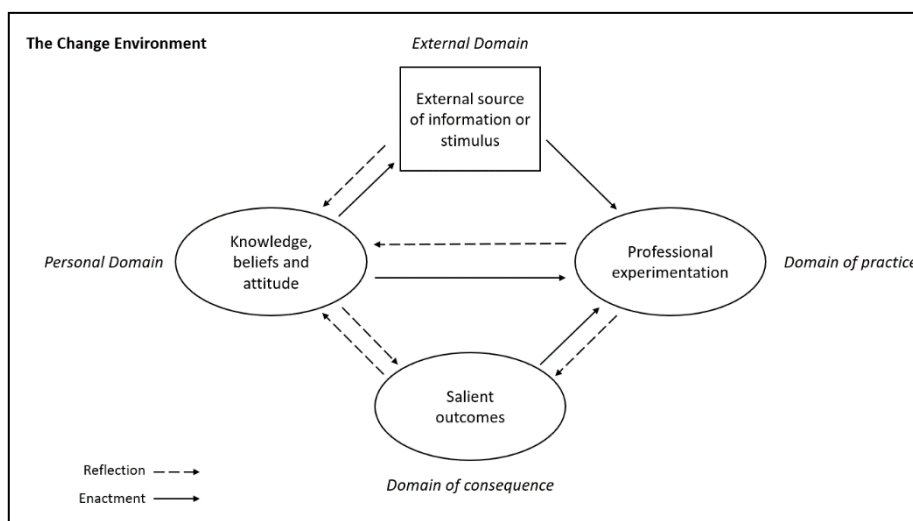 The Change Environment
External Domain
External source
of information or
stimulus
Personal Domain
Knowledge,
beliefs and
attitude
Professional
experimentation
Domain of practice
Salient
outcomes
Reflection
Enactment
Domain of consequence